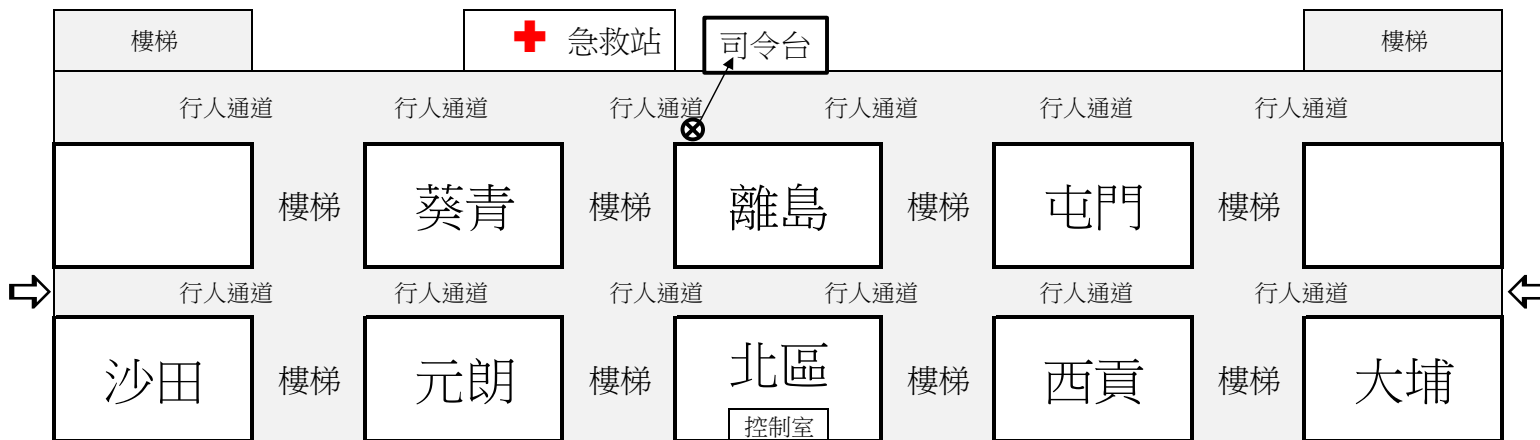 樓梯
急救站
司令台
樓梯
行人通道 行人通道 行人通道 行人通道 行人通道 行人通道
樓梯 葵青 樓梯 離島 樓梯 屯門 樓梯
行人通道 行人通道 行人通道 行人通道 行人通道 行人通道
沙田 樓梯 元朗 樓梯 北區 樓梯 西貢 樓梯 大埔
控制室